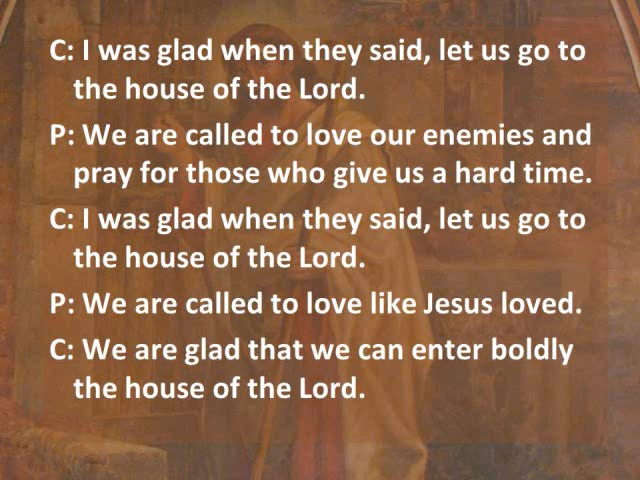 C: I was glad when they said, let us go to
the house of the Lord.
P: We are called to love our enemies and
pray for those who give us a hard time.
C: I was glad when they said, let us go to
the house of the Lord.
P: We are called to love like Jesus loved.
C: We are glad that we can enter boldly
the house of the Lord.